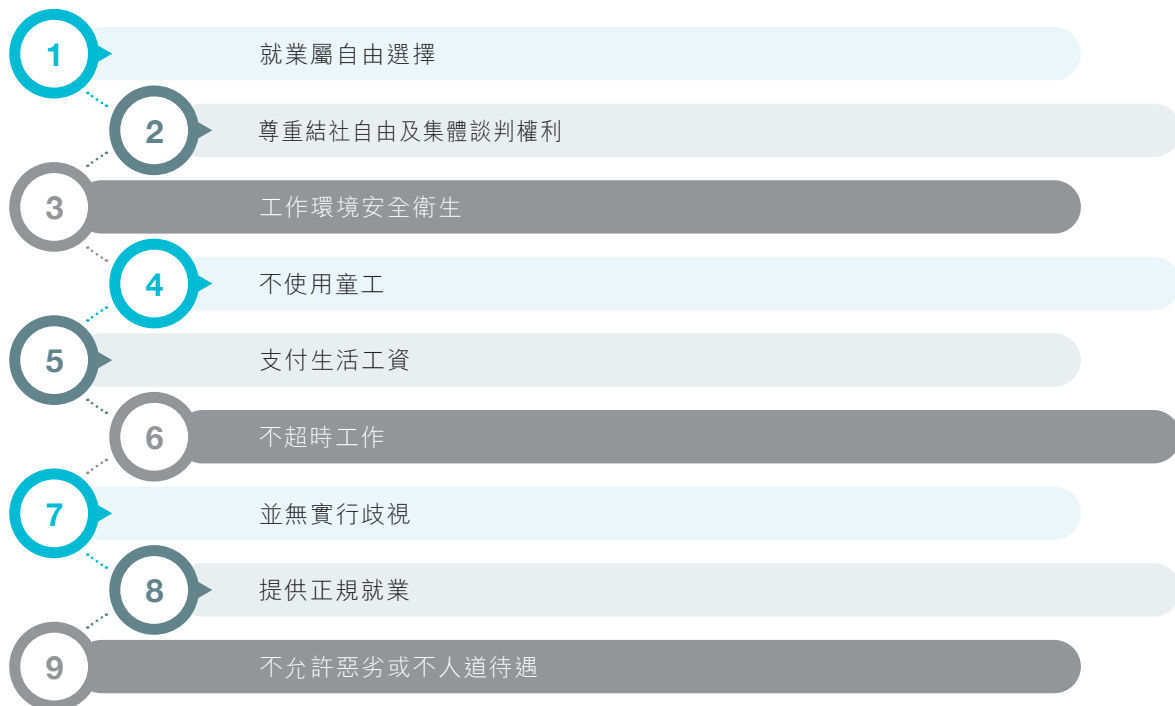 1 就業屬自由選擇
2 尊重結社自由及集體談判權利
3 工作環境安全衛生
4 不使用童工
5 支付生活工資
6 不超時工作
7 並無實行歧視
8 提供正規就業
9 不允許惡劣或不人道待遇